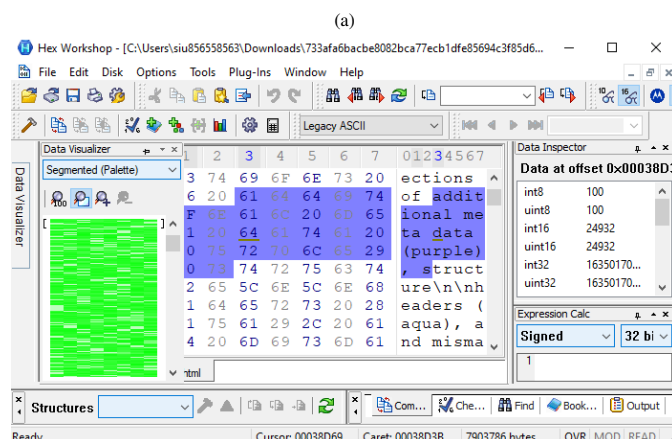 (a)
Hex Workshop - [C:\Users\siu856558563\Downloads\733afa6bacbe8082bca77ecb1dfe85694c3f85d6...
File Edit Disk Options Tools Plug-Ins Window Help
Legacy ASCII
Data Visualizer
Segmented (Palette)
Data Visualizer
1 2 3 4 5 6 7 01234567
3 74 69 6F 6E 73 20 ections
6 20 61 64 64 69 74 of addit
F 6E 61 6C 20 6D 65 ional me
1 20 64 61 74 61 20 ta data
0 75 72 70 6C 65 29 (purple)
0 73 74 72 75 63 74 , struct
2 65 5C 6E 5C 6E 68 ure\n\nh
1 64 65 72 73 20 28 eaders (
1 75 61 29 2C 20 61 aqua), a
4 20 6D 69 73 6D 61 nd misma
html
Data Inspector
Data at offset 0x00038D3
int8 100
uint8 100
int16 24932
uint16 24932
int32 16350170...
uint32 16350170...
Expression Calc
Signed 32 bi
1
Structures
Com... Che... Find Book... Output
Ready Cursor: 00038D69 Caret: 00038D3B 7903786 bytes OVR MOD READ